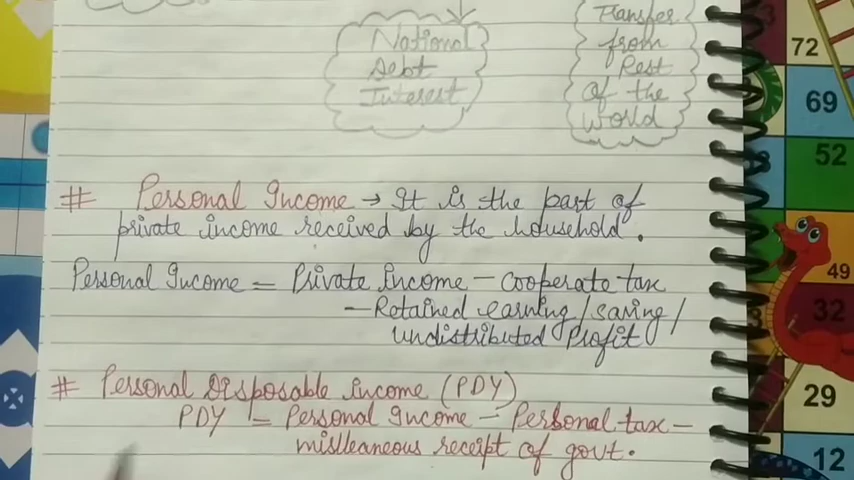 National
Debt
Interest
Transfer
from
Rest
of the
world
# Personal Income → It is the part of
private income received by the household.
Personal Income = Private income – cooperate tax
– Retained earning/saving/
undistributed Profit
# Personal Disposable income (PDY)
PDY = Personal Income – Personal tax –
mislleaneous receipt of govt.
72
69
52
49
32
29
12